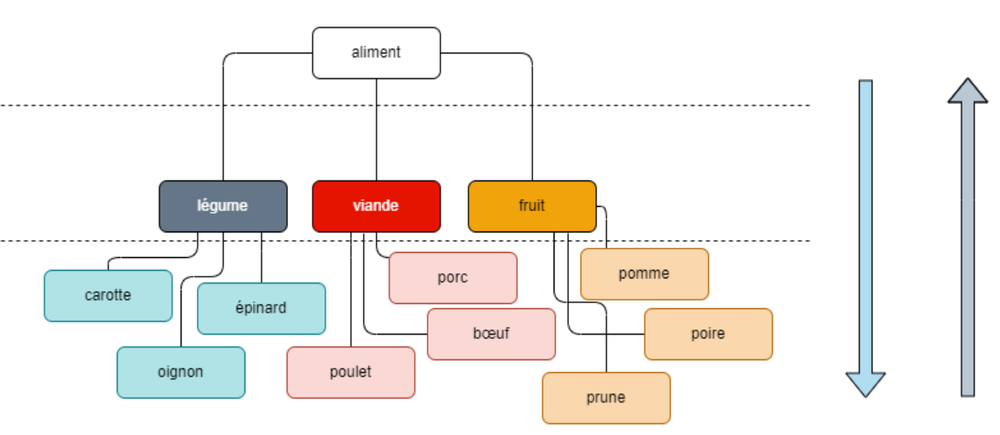 aliment
légume
viande
fruit
carotte
épinard
oignon
porc
bœuf
poulet
pomme
poire
prune